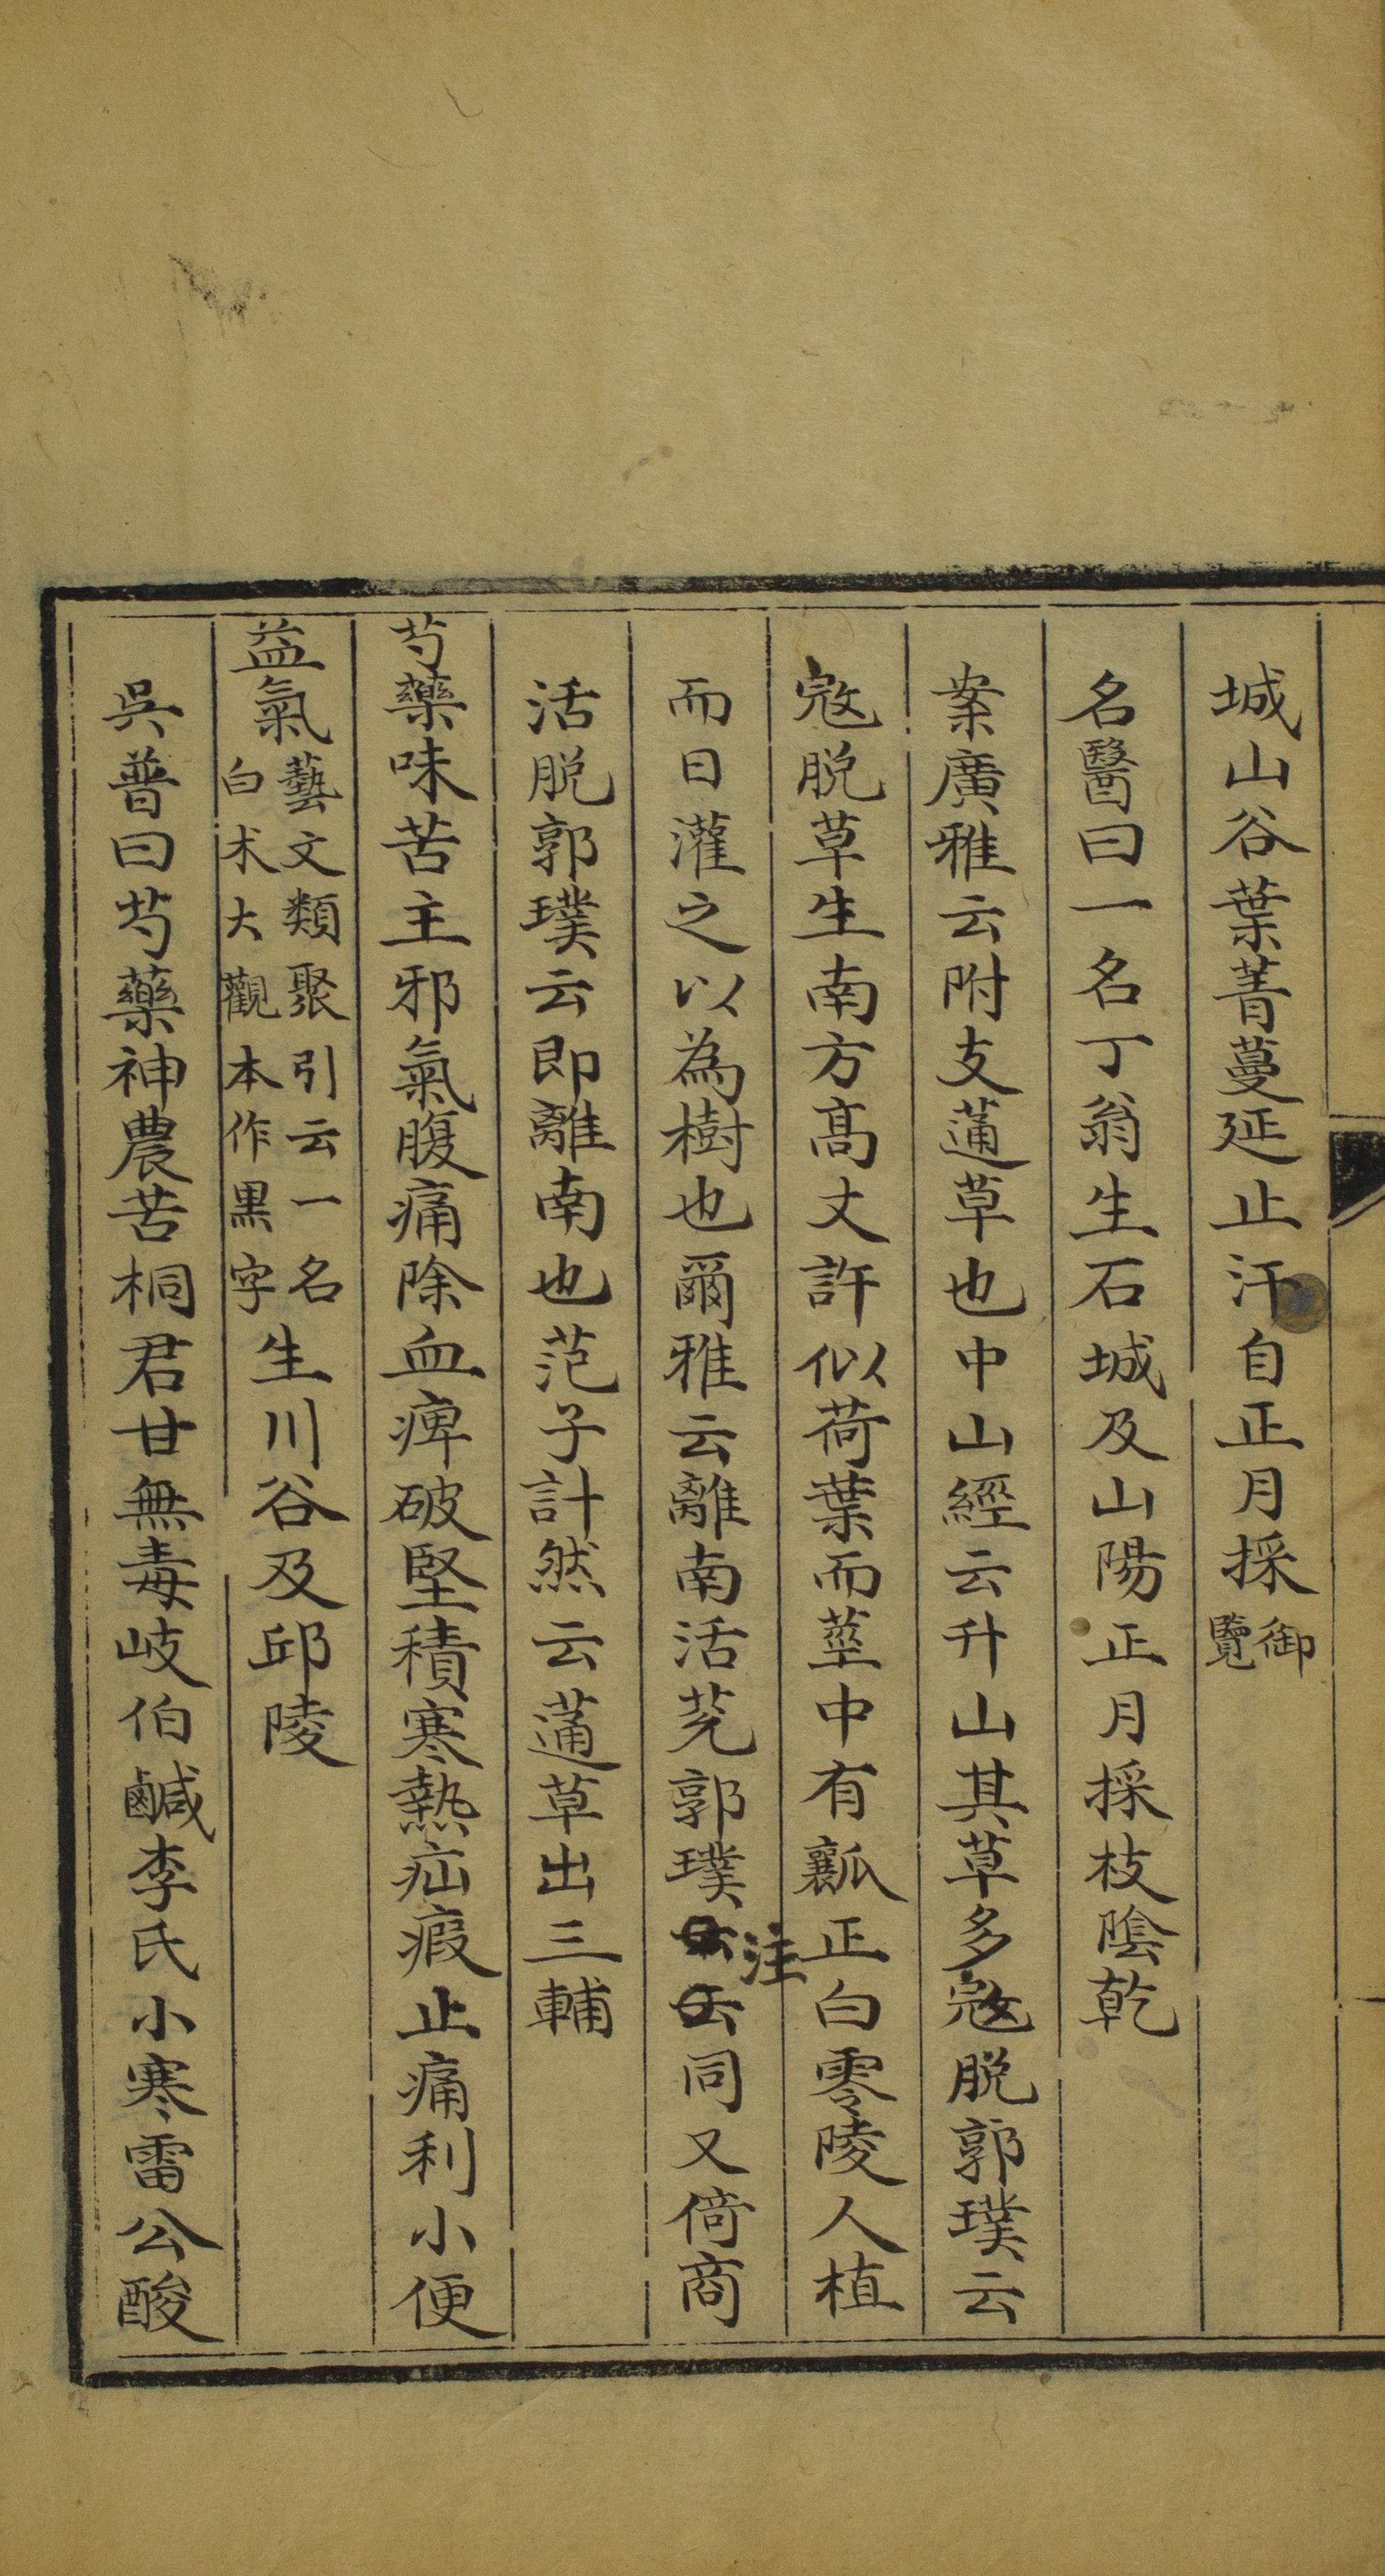 城山谷葉菁蔓延止汗自正月採御覽
名醫曰一名丁翁生石城及山陽正月採枝陰乾
案廣雅云附支蓪草也中山經云升山其草多寇脫郭璞云
寇脫草生南方高丈許似荷葉而莖中有瓤正白零陵人植
而日灌之以為樹也爾雅云離南活莌郭璞注云同又倚商
活脫郭璞云即離南也范子計然云蓪草出三輔
芍藥味苦主邪氣腹痛除血痺破堅積寒熱疝瘕止痛利小便
益氣藝文類聚引云一名白朮大觀本作黑字生川谷及邱陵
吳普曰芍藥神農苦桐君甘無毒岐伯鹹李氏小寒雷公酸